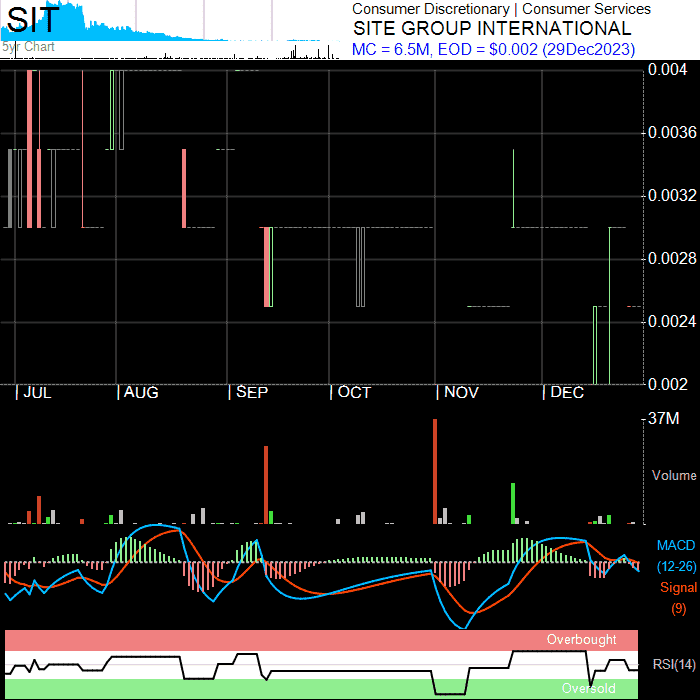 SIT
Consumer Discretionary | Consumer Services
SITE GROUP INTERNATIONAL
5yr Chart
MC = 6.5M, EOD = $0.002 (29Dec2023)
0.004
0.0036
0.0032
0.0028
0.0024
0.002
JUL AUG SEP OCT NOV DEC
37M
Volume
MACD
(12-26)
Signal
(9)
Overbought
RSI(14)
Oversold